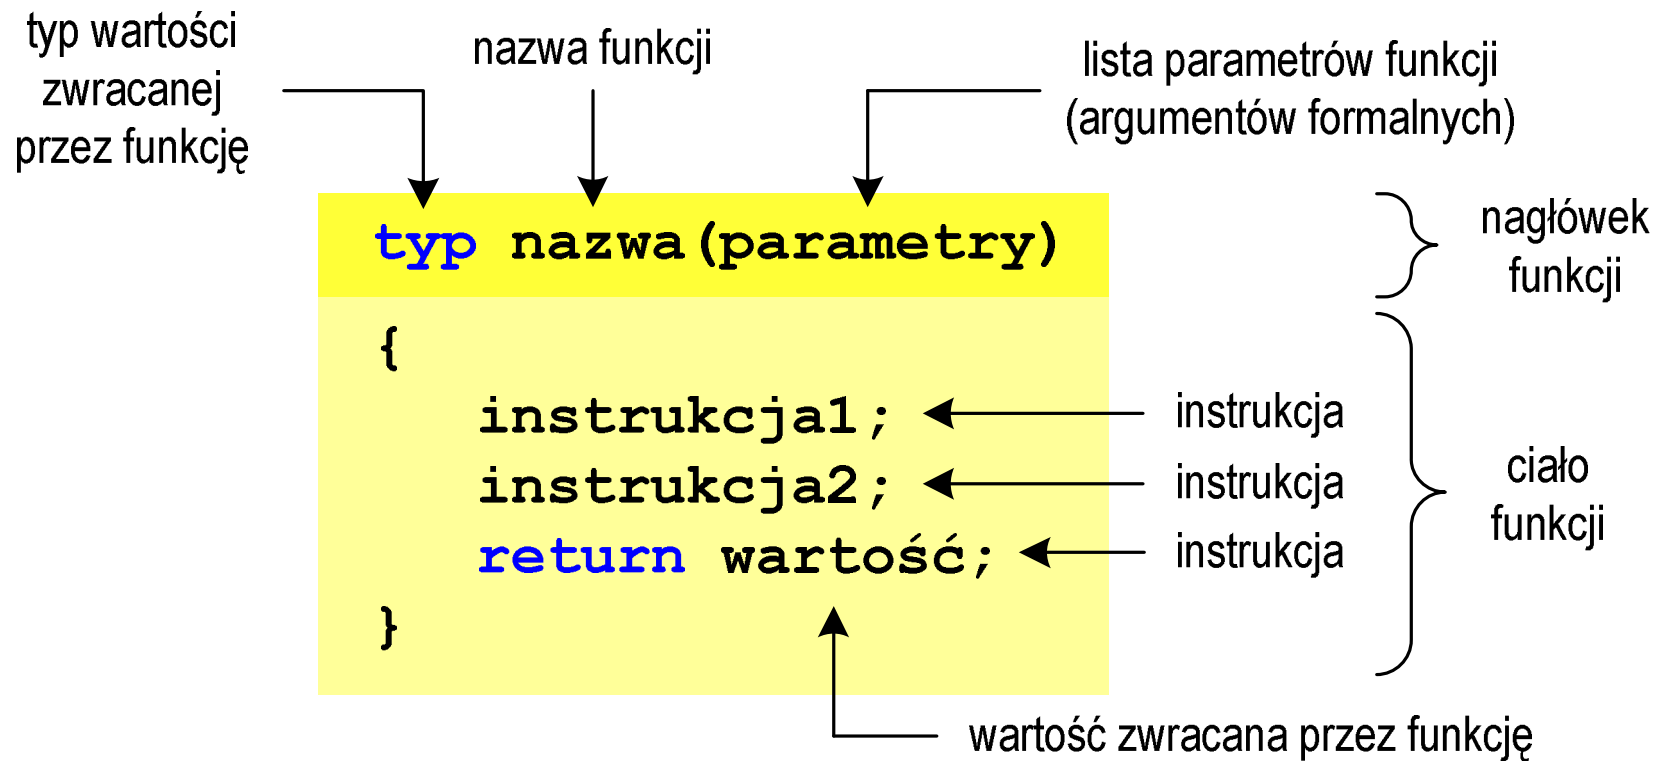 typ wartości
zwracanej
przez funkcję
nazwa funkcji
lista parametrów funkcji
(argumentów formalnych)
typ nazwa(parametry)
nagłówek
funkcji
{
instrukcja1;
instrukcja
instrukcja2;
instrukcja
return wartość;
instrukcja
}
ciało
funkcji
wartość zwracana przez funkcję